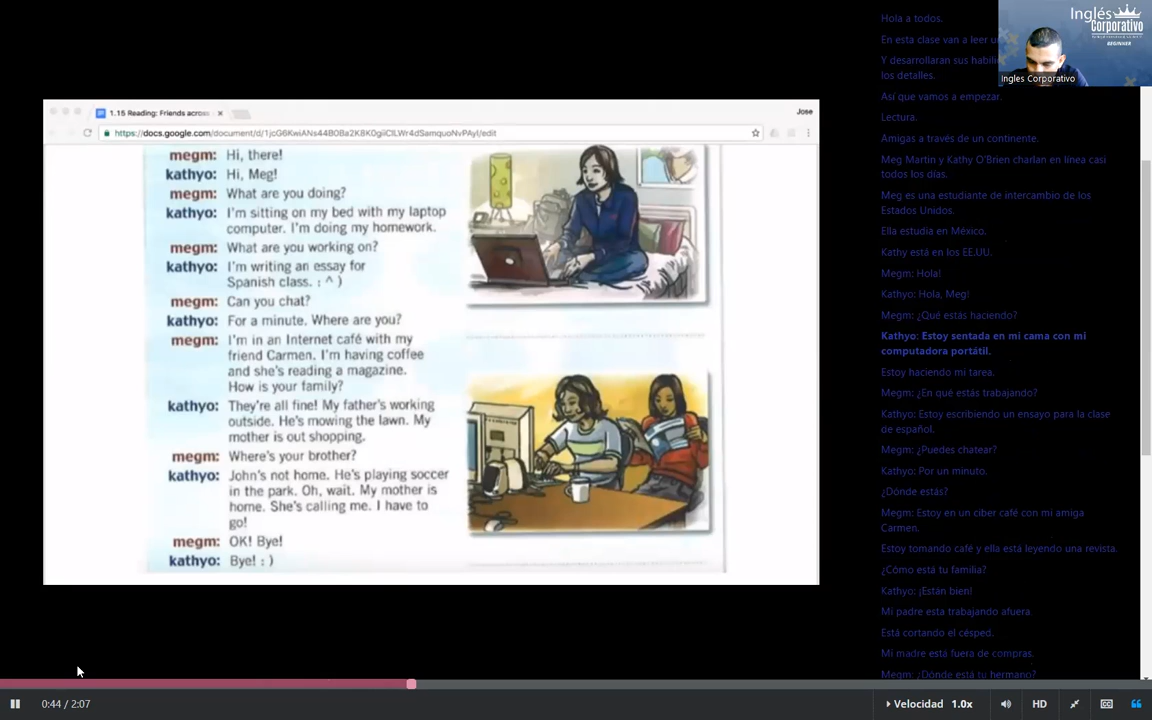 1.15 Reading: Friends across
Jose
megm: Hi, there!
kathyo: Hi, Meg!
megm: What are you doing?
kathyo: I'm sitting on my bed with my laptop
computer. I'm doing my homework.
megm: What are you working on?
kathyo: I'm writing an essay for
Spanish class. : ^ )
megm: Can you chat?
kathyo: For a minute. Where are you?
megm: I'm in an Internet café with my
friend Carmen. I'm having coffee
and she's reading a magazine.
How is your family?
kathyo: They're all fine! My father's working
outside. He's mowing the lawn. My
mother is out shopping.
megm: Where's your brother?
kathyo: John's not home. He's playing soccer
in the park. Oh, wait. My mother is
home. She's calling me. I have to
go!
megm: OK! Bye!
kathyo: Bye! : )
Hola a todos.
En esta clase van a leer
Y desarrollaran sus
los detalles.
Así que vamos a empezar.
Lectura.
Amigas a través de un continente.
Meg Martin y Kathy O'Brien charlan en línea casi
todos los días.
Meg es una estudiante de intercambio de los
Estados Unidos.
Ella estudia en México.
Kathy está en los EE.UU.
Megm: Hola!
Kathyo: Hola, Meg!
Megm: ¿Qué estás haciendo?
Kathyo: Estoy sentada en mi cama con mi
computadora portátil.
Estoy haciendo mi tarea.
Megm: ¿En qué estás trabajando?
Kathyo: Estoy escribiendo un ensayo para la clase
de español.
Megm: ¿Puedes chatear?
Kathyo: Por un minuto.
¿Dónde estás?
Megm: Estoy en un ciber café con mi amiga
Carmen.
Estoy tomando café y ella está leyendo una revista.
¿Cómo está tu familia?
Kathyo: ¡Están bien!
Mi padre esta trabajando afuera.
Está cortando el césped.
Mi madre está fuera de compras.
Megm: ¿Dónde está tu hermano?
Inglés
Corporativo
BEGINNER
Ingles Corporativo
0:44 / 2:07
Velocidad 1.0x
HD
CC